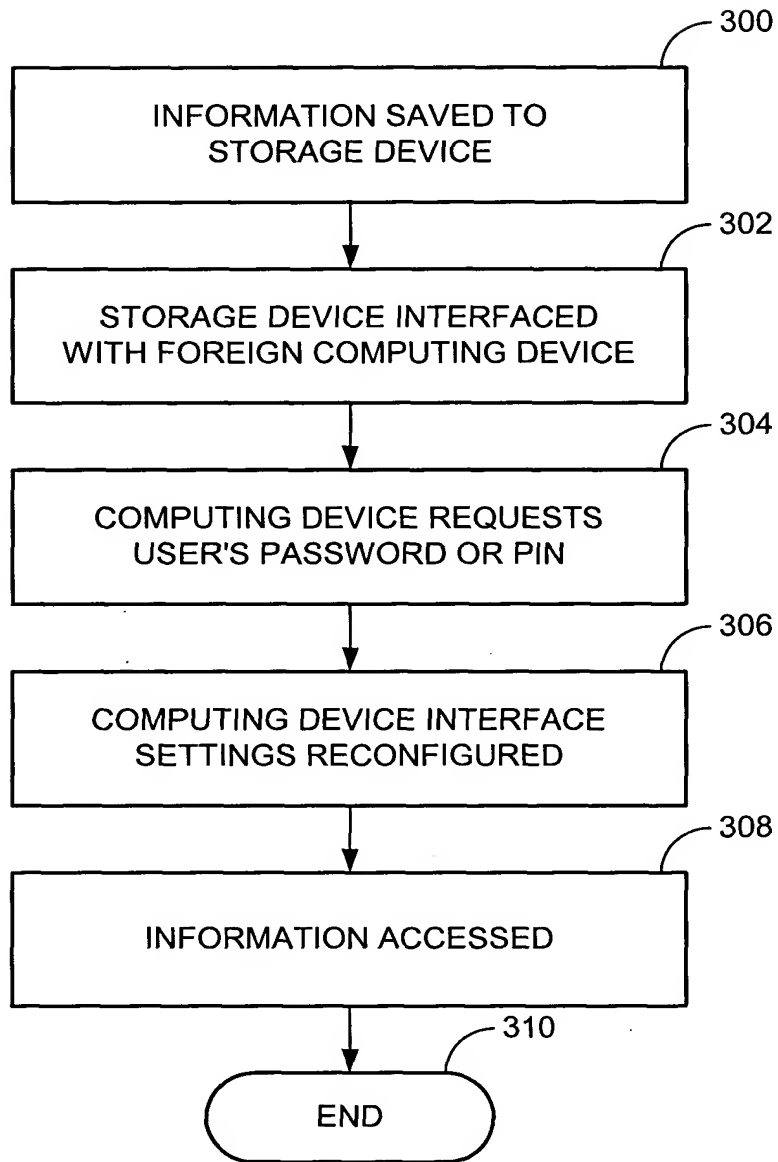 300
INFORMATION SAVED TO
STORAGE DEVICE
302
STORAGE DEVICE INTERFACED
WITH FOREIGN COMPUTING DEVICE
304
COMPUTING DEVICE REQUESTS
USER'S PASSWORD OR PIN
306
COMPUTING DEVICE INTERFACE
SETTINGS RECONFIGURED
308
INFORMATION ACCESSED
310
END